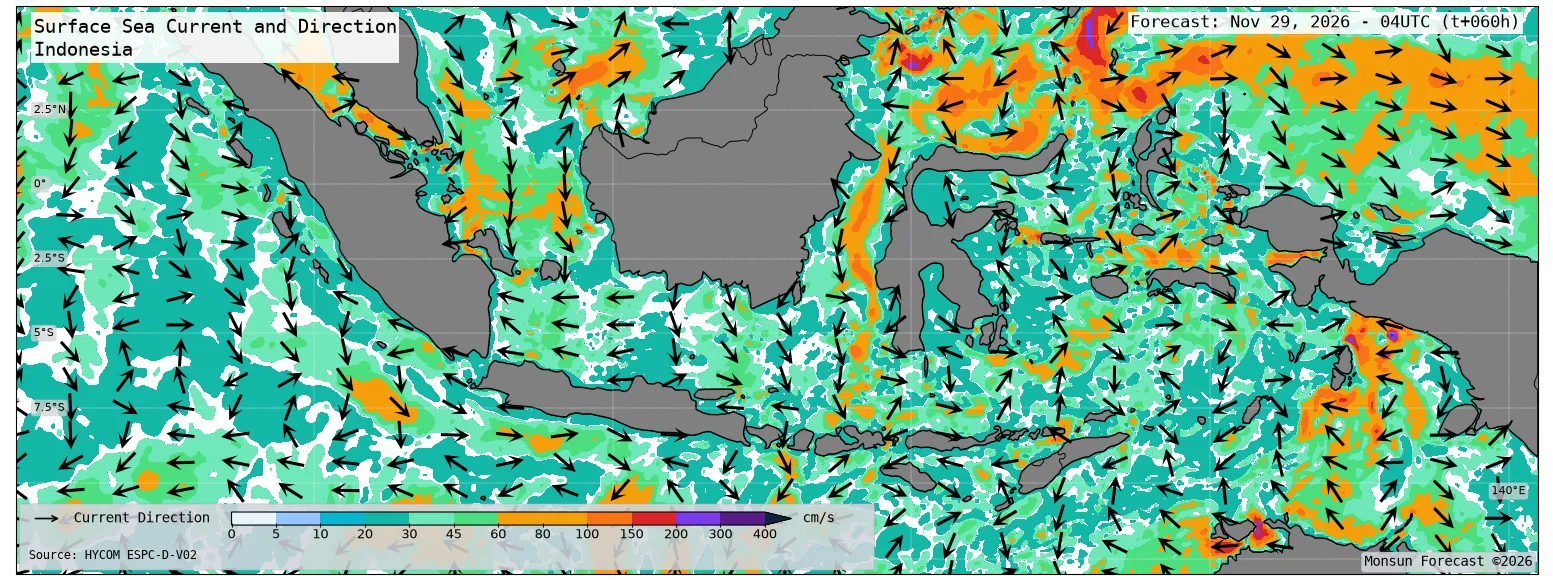 Surface Sea Current and Direction
Indonesia
Forecast: Nov 29, 2026 - 04UTC (t+060h)
2.5°N
0°
2.5°S
5°S
7.5°S
140°E
Current Direction
0 5 10 20 30 45 60 80 100 150 200 300 400 cm/s
Source: HYCOM ESPC-D-V02
Monsun Forecast ©2026